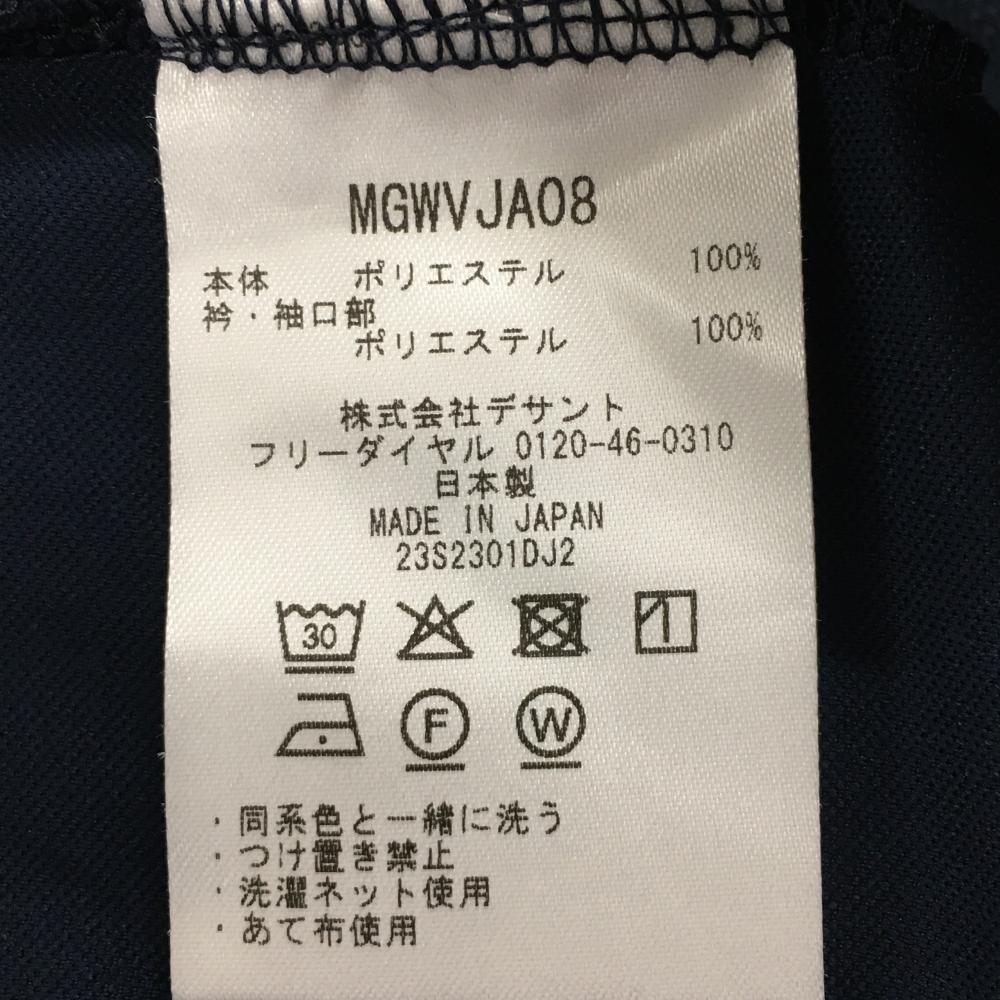 MGWVJA08
本体 ポリエステル 100%
衿・袖口部
ポリエステル 100%
株式会社デサント
フリーダイヤル 0120-46-0310
日本製
MADE IN JAPAN
23S2301DJ2
30
F W
・同系色と一緒に洗う
・つけ置き禁止
・洗濯ネット使用
・あて布使用